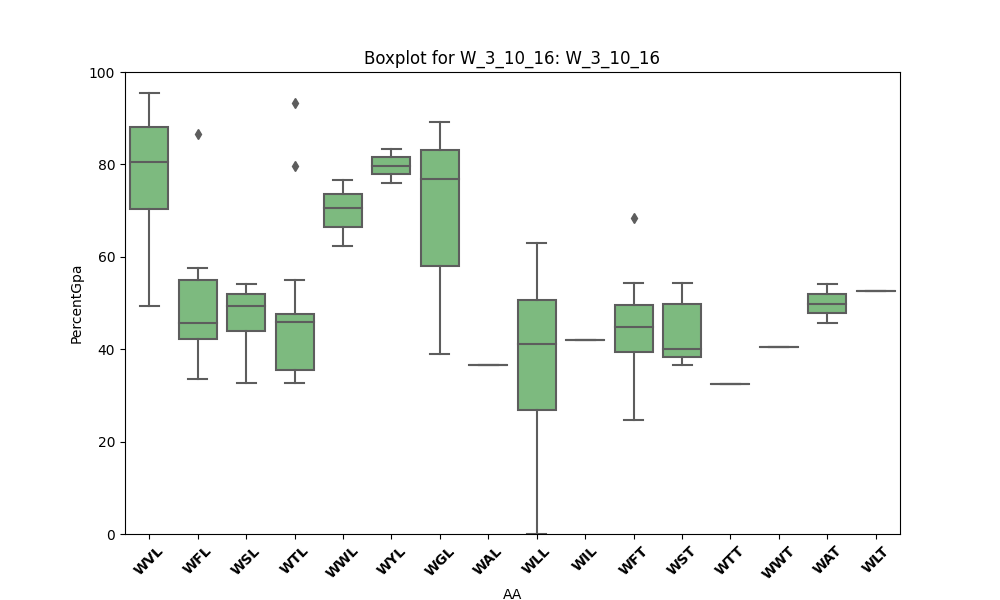 Boxplot for W_3_10_16: W_3_10_16
100
80
60
40
20
0
PercentGpa
WVL WFL WSL WTL WWL WYL WGL WAL WLL WIL WFT WST WTT WWT WAT WLT
AA